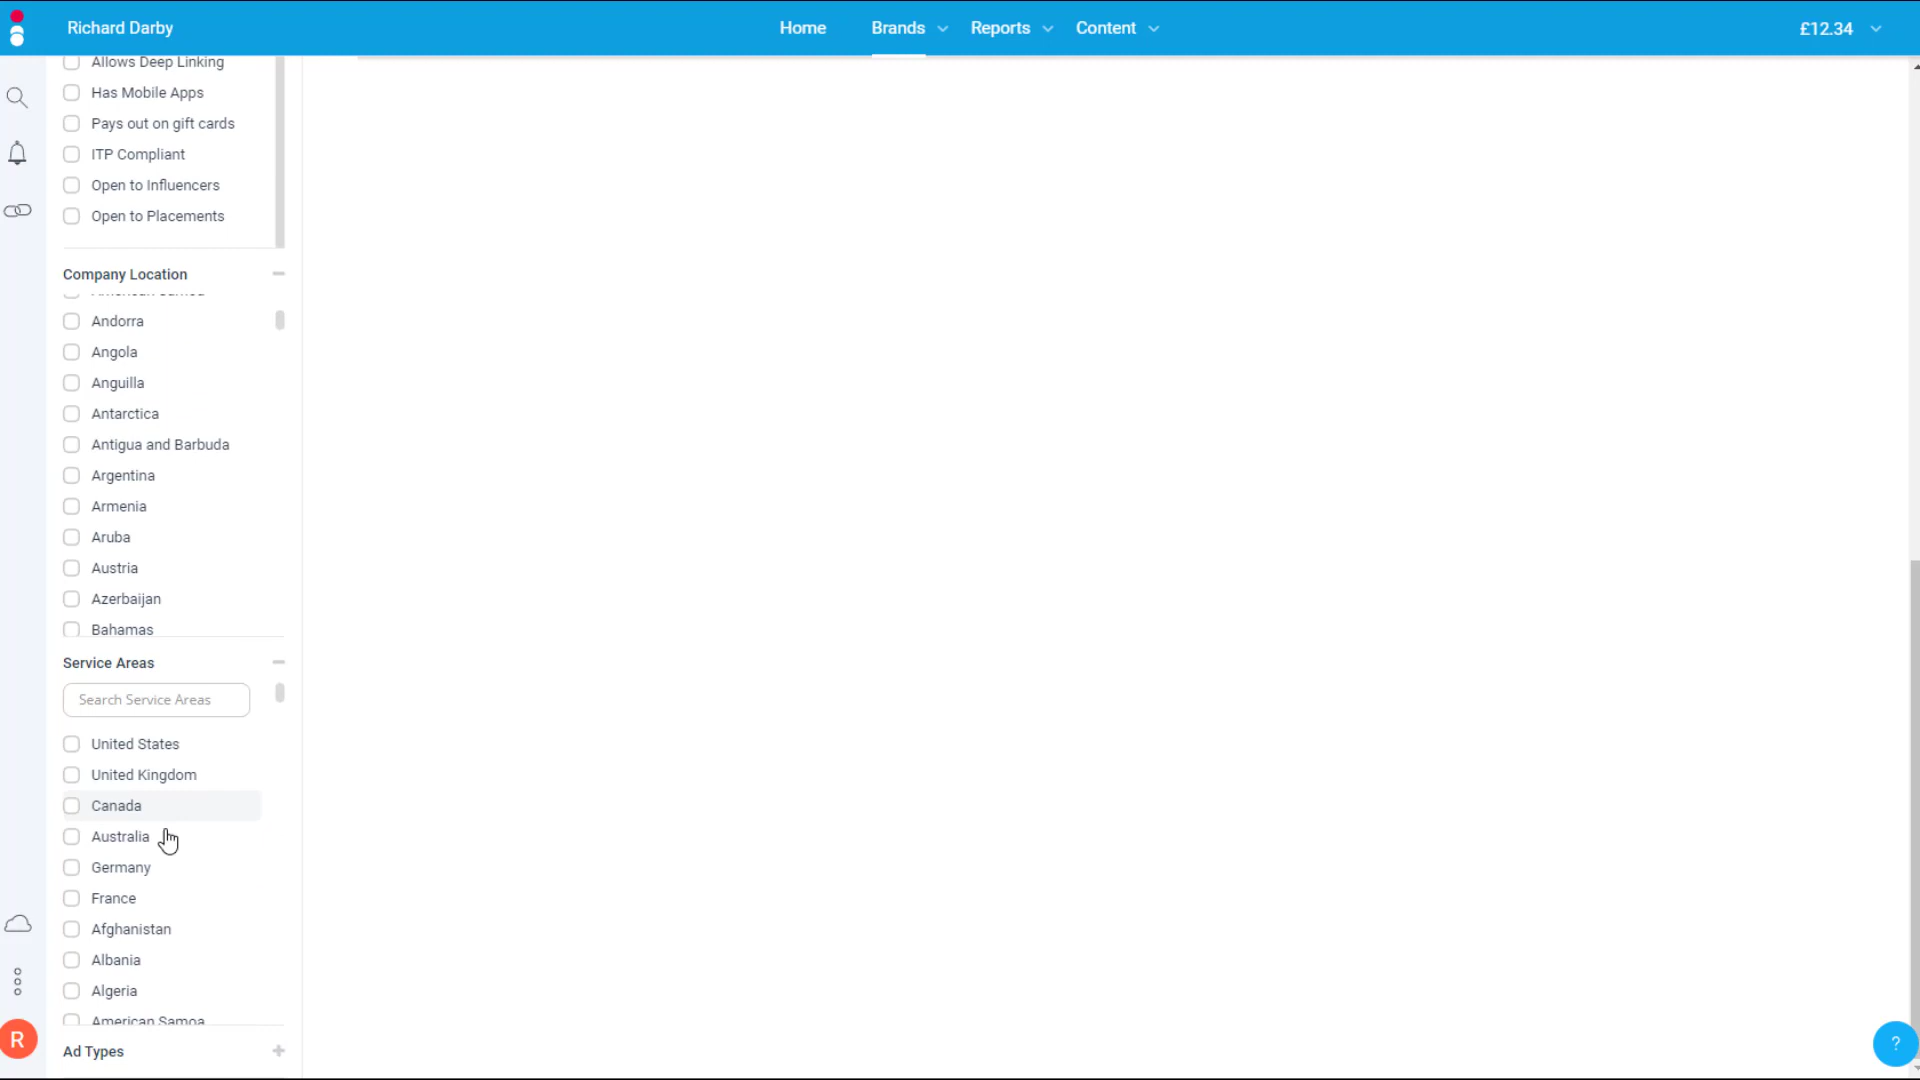 Richard Darby
Home Brands Reports Content
£12.34
Allows Deep Linking
Has Mobile Apps
Pays out on gift cards
ITP Compliant
Open to Influencers
Open to Placements
Company Location
American Samoa
Andorra
Angola
Anguilla
Antarctica
Antigua and Barbuda
Argentina
Armenia
Aruba
Austria
Azerbaijan
Bahamas
Service Areas
Search Service Areas
United States
United Kingdom
Canada
Australia
Germany
France
Afghanistan
Albania
Algeria
American Samoa
Ad Types
R
?